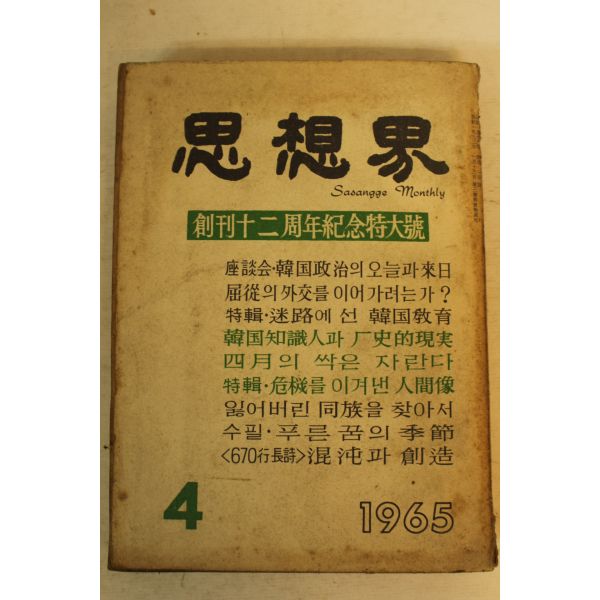 思想界
Sasangge Monthly
創刊十二周年紀念特大號
座談会·韓国政治의 오늘과 來日
屈從의 外交를 이어가려는가?
特輯·迷路에 선 韓国敎育
韓国知識人과 厂史的現実
四月의 싹은 자란다
特輯·危機를 이겨낸 人間像
잃어버린 同族을 찾아서
수필·푸른 꿈의 季節
<670行長詩> 混沌과 創造
4
1965